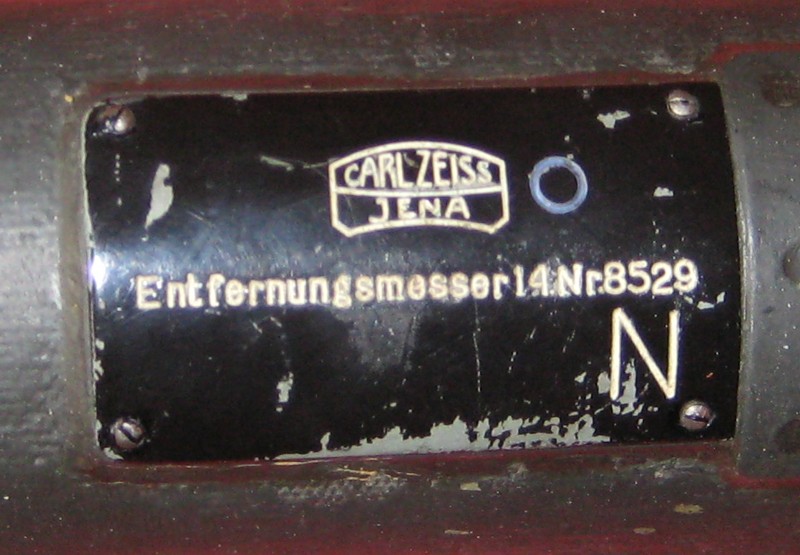 CARL ZEISS
JENA
Entfernungsmesser 14. Nr. 8529
N